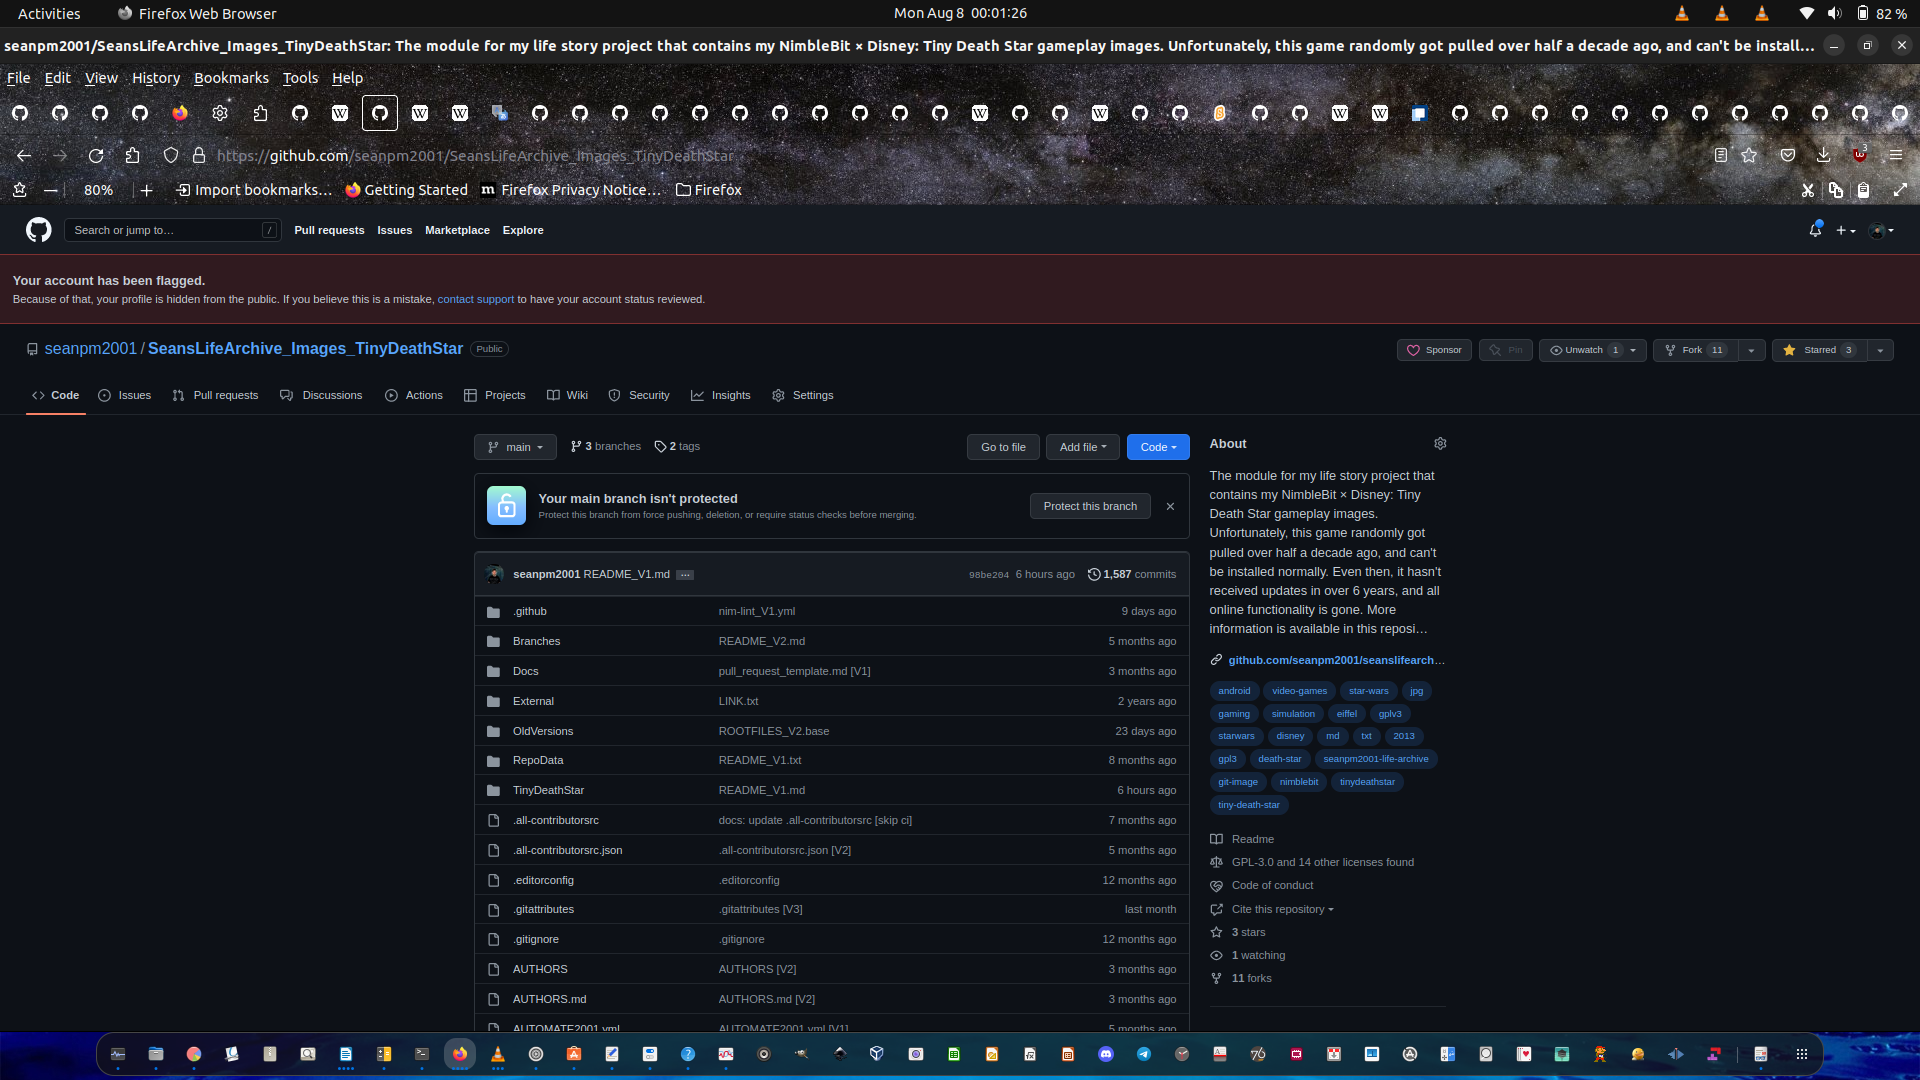 Activities
Firefox Web Browser
Mon Aug 8 00:01:26
82 %
seanpm2001/SeansLifeArchive_Images_TinyDeathStar: The module for my life story project that contains my NimbleBit × Disney: Tiny Death Star gameplay images. Unfortunately, this game randomly got pulled over half a decade ago, and can't be install…
File Edit View History Bookmarks Tools Help
https://github.com/seanpm2001/SeansLifeArchive_Images_TinyDeathStar
3
80%
Import bookmarks…
Getting Started
Firefox Privacy Notice…
Firefox
Search or jump to…
/
Pull requests Issues Marketplace Explore
Your account has been flagged.
Because of that, your profile is hidden from the public. If you believe this is a mistake, contact support to have your account status reviewed.
seanpm2001 / SeansLifeArchive_Images_TinyDeathStar Public
Sponsor
Pin
Unwatch 1
Fork 11
Starred 3
Code Issues Pull requests Discussions Actions Projects Wiki Security Insights Settings
main 3 branches 2 tags
Go to file Add file Code
Your main branch isn't protected
Protect this branch from force pushing, deletion, or require status checks before merging.
Protect this branch
seanpm2001 README_V1.md … 98be204 6 hours ago 1,587 commits
.github nim-lint_V1.yml 9 days ago
Branches README_V2.md 5 months ago
Docs pull_request_template.md [V1] 3 months ago
External LINK.txt 2 years ago
OldVersions ROOTFILES_V2.base 23 days ago
RepoData README_V1.txt 8 months ago
TinyDeathStar README_V1.md 6 hours ago
.all-contributorsrc docs: update .all-contributorsrc [skip ci] 7 months ago
.all-contributorsrc.json .all-contributorsrc.json [V2] 5 months ago
.editorconfig .editorconfig 12 months ago
.gitattributes .gitattributes [V3] last month
.gitignore .gitignore 12 months ago
AUTHORS AUTHORS [V2] 3 months ago
AUTHORS.md AUTHORS.md [V2] 3 months ago
AUTOMATE2001.yml AUTOMATE2001.yml [V1] 5 months ago
About
The module for my life story project that
contains my NimbleBit × Disney: Tiny
Death Star gameplay images.
Unfortunately, this game randomly got
pulled over half a decade ago, and can't
be installed normally. Even then, it hasn't
received updates in over 6 years, and all
online functionality is gone. More
information is available in this reposi…
github.com/seanpm2001/seanslifearch…
android video-games star-wars jpg
gaming simulation eiffel gplv3
starwars disney md txt 2013
gpl3 death-star seanpm2001-life-archive
git-image nimblebit tinydeathstar
tiny-death-star
Readme
GPL-3.0 and 14 other licenses found
Code of conduct
Cite this repository
3 stars
1 watching
11 forks